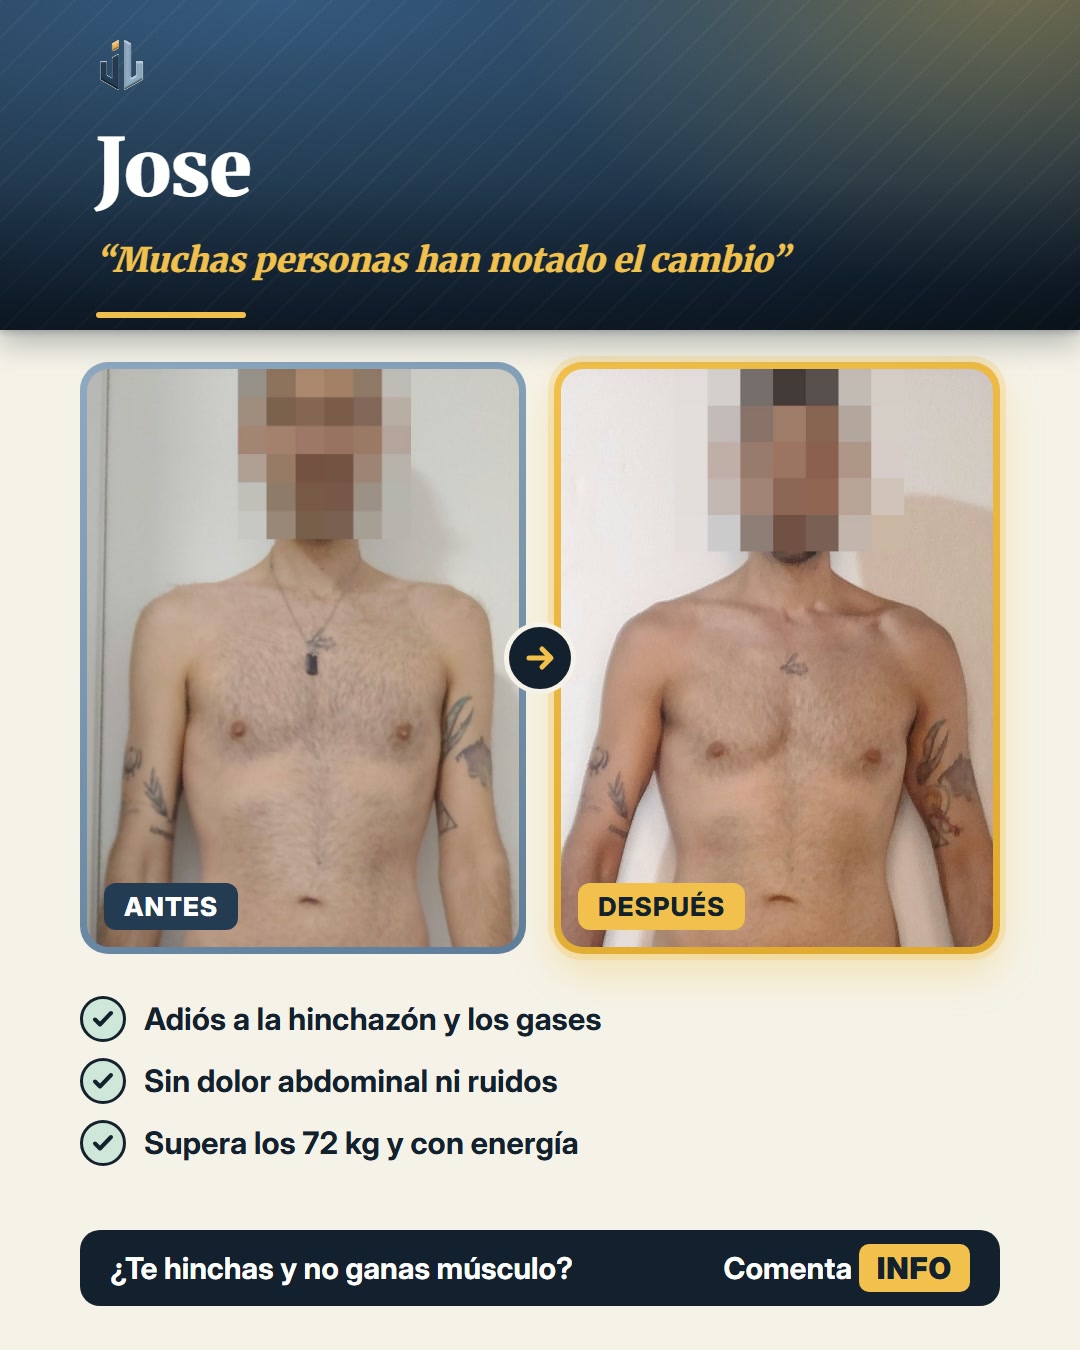 Jose
“Muchas personas han notado el cambio”
ANTES
DESPUÉS
Adiós a la hinchazón y los gases
Sin dolor abdominal ni ruidos
Supera los 72 kg y con energía
¿Te hinchas y no ganas músculo?
Comenta INFO